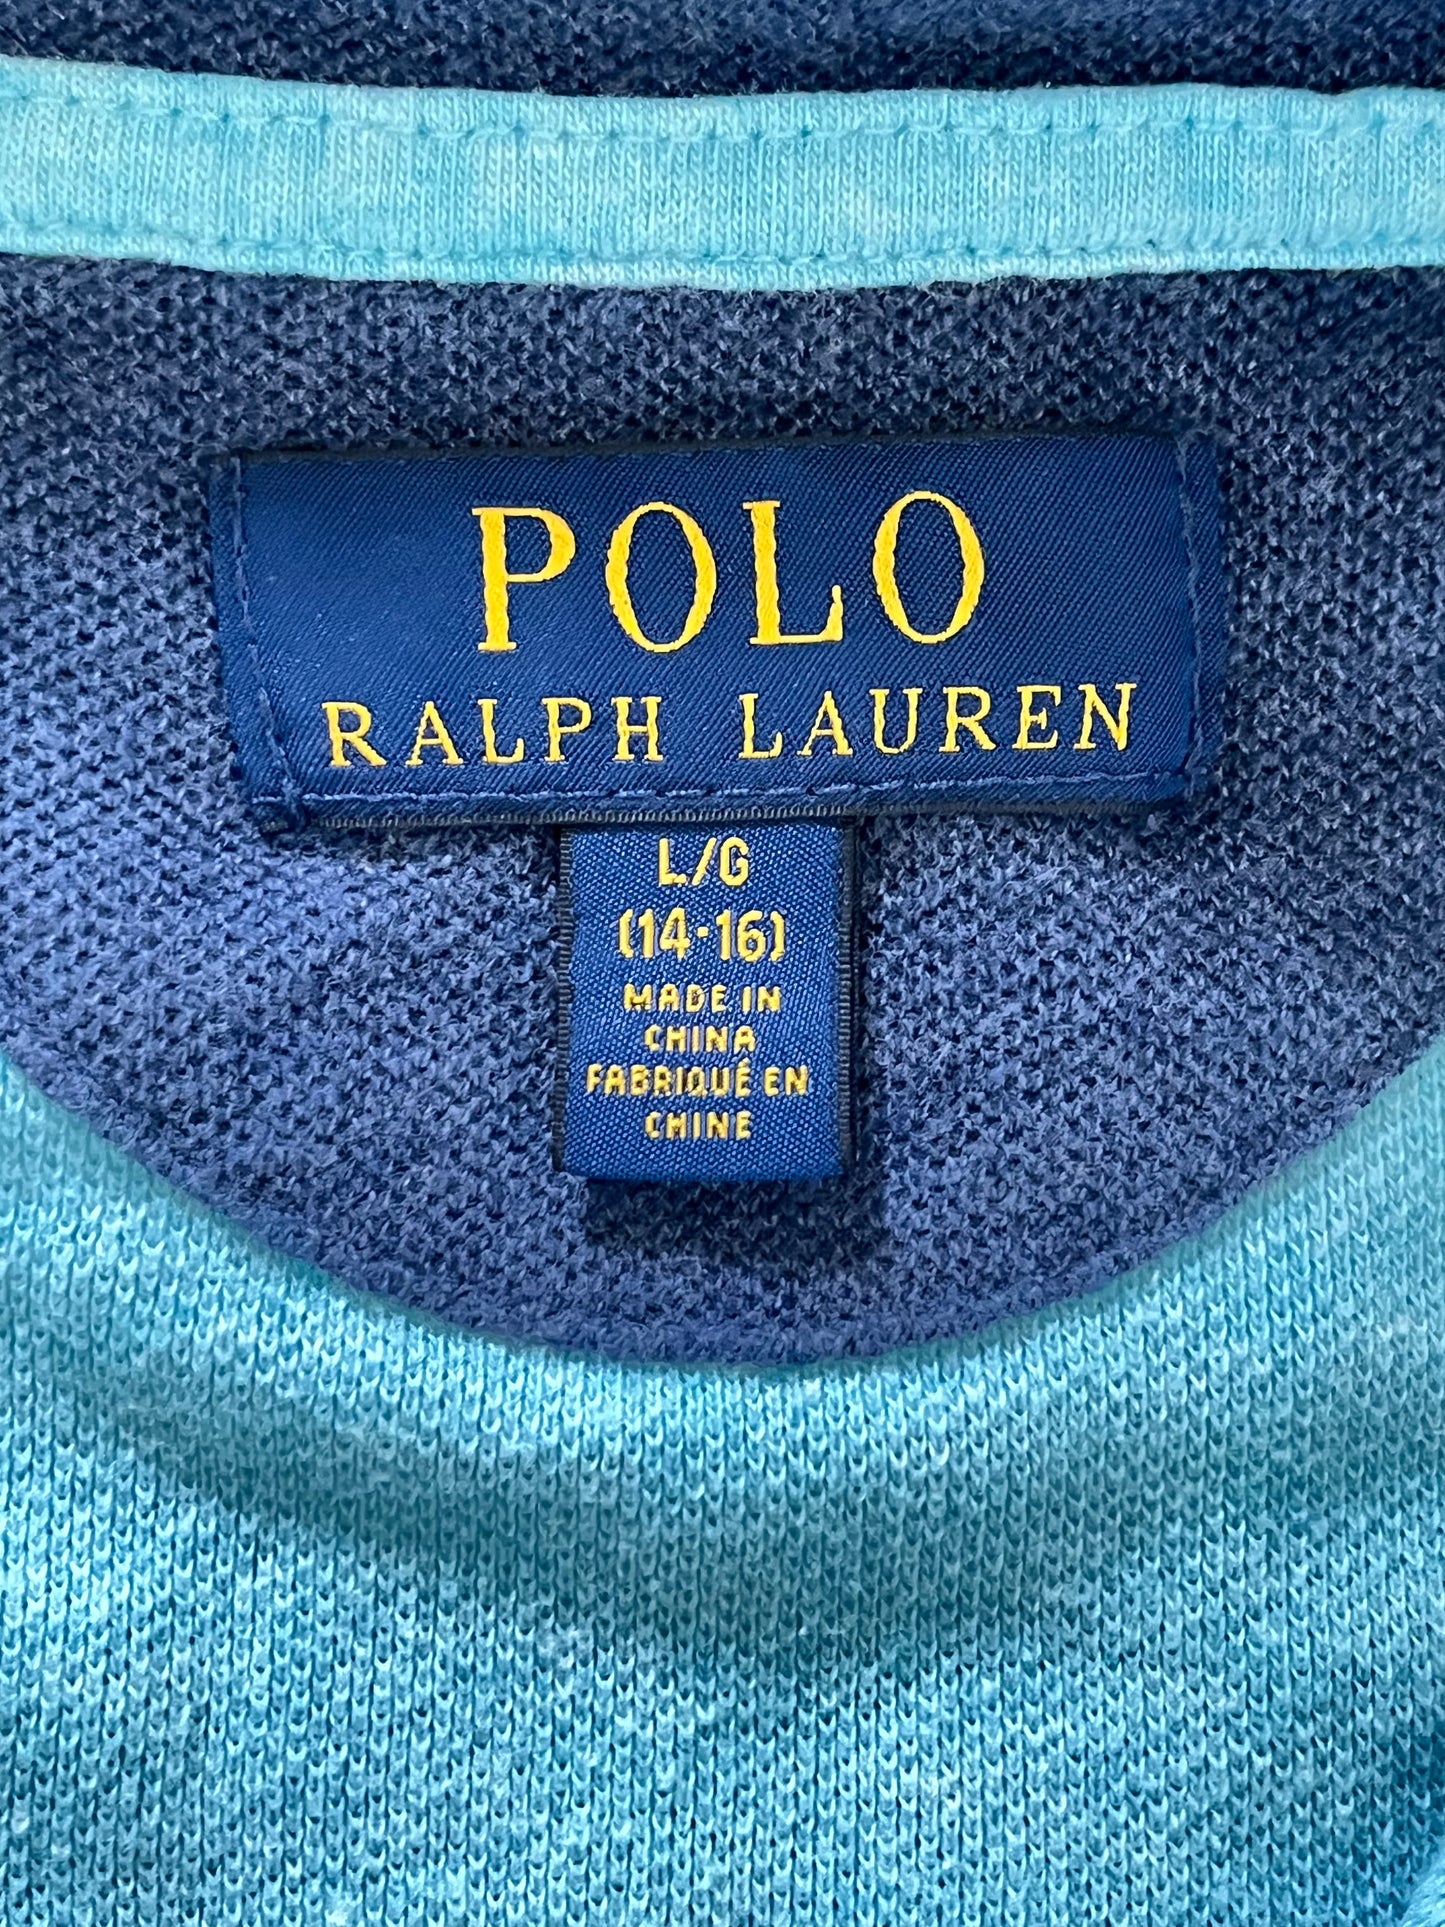 POLO
RALPH LAUREN
L/G
(14-16)
MADE IN
CHINA
FABRIQUÉ EN
CHINE